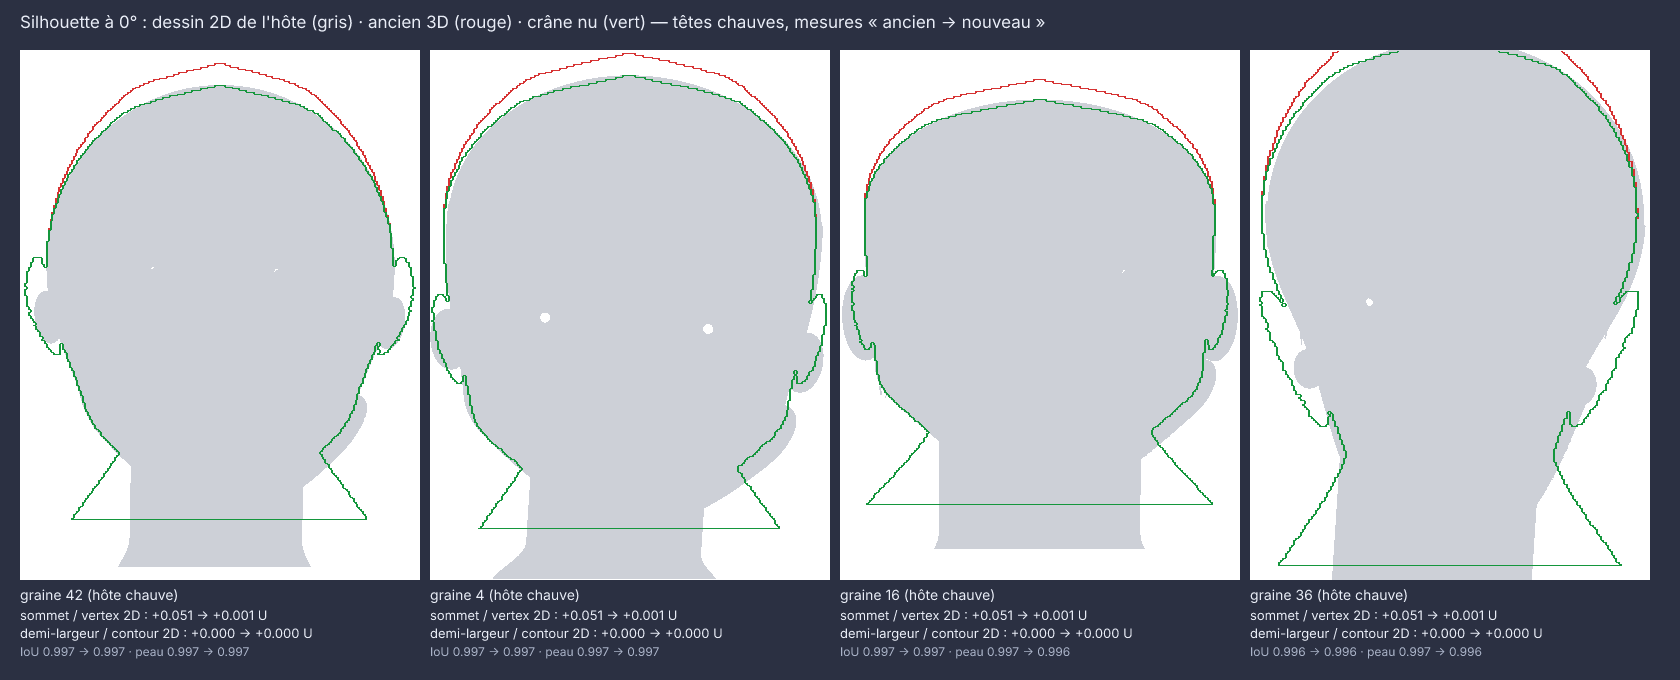 Silhouette à 0° : dessin 2D de l'hôte (gris) · ancien 3D (rouge) · crâne nu (vert) — têtes chauves, mesures « ancien → nouveau »
graine 42 (hôte chauve)
sommet / vertex 2D : +0.051 → +0.001 U
demi-largeur / contour 2D : +0.000 → +0.000 U
IoU 0.997 → 0.997 · peau 0.997 → 0.997
graine 4 (hôte chauve)
sommet / vertex 2D : +0.051 → +0.001 U
demi-largeur / contour 2D : +0.000 → +0.000 U
IoU 0.997 → 0.997 · peau 0.997 → 0.997
graine 16 (hôte chauve)
sommet / vertex 2D : +0.051 → +0.001 U
demi-largeur / contour 2D : +0.000 → +0.000 U
IoU 0.997 → 0.997 · peau 0.997 → 0.996
graine 36 (hôte chauve)
sommet / vertex 2D : +0.051 → +0.001 U
demi-largeur / contour 2D : +0.000 → +0.000 U
IoU 0.996 → 0.996 · peau 0.997 → 0.996